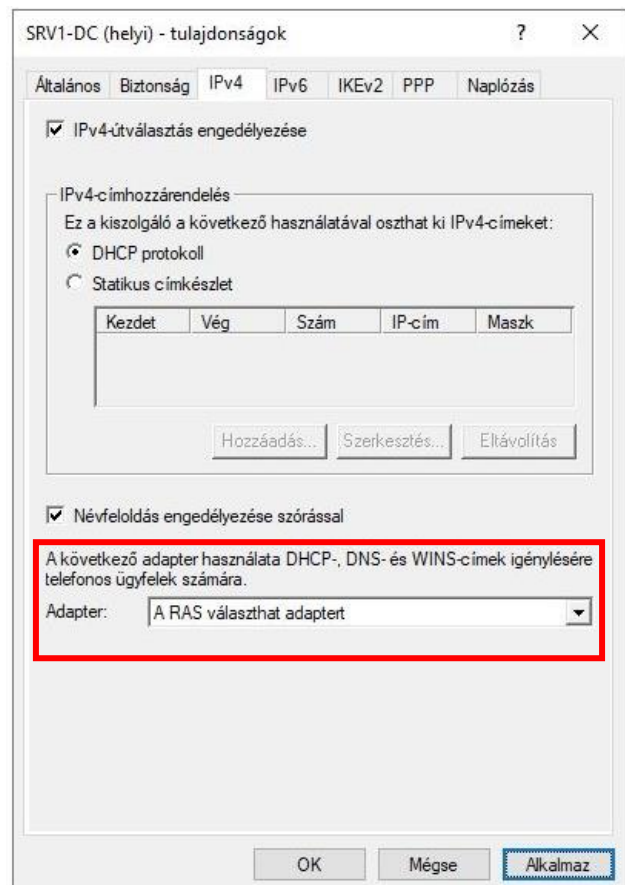 SRV1-DC (helyi) - tulajdonságok
Általános Biztonság IPv4 IPv6 IKEv2 PPP Naplózás
IPv4-útválasztás engedélyezése
IPv4-címhozzárendelés
Ez a kiszolgáló a következő használatával oszthat ki IPv4-címeket:
DHCP protokoll
Statikus címkészlet
Kezdet Vég Szám IP-cím Maszk
Hozzáadás... Szerkesztés... Eltávolítás
Névfeloldás engedélyezése szórással
A következő adapter használata DHCP-, DNS- és WINS-címek igénylésére
telefonos ügyfelek számára.
Adapter: A RAS választhat adaptert
OK Mégse Alkalmaz